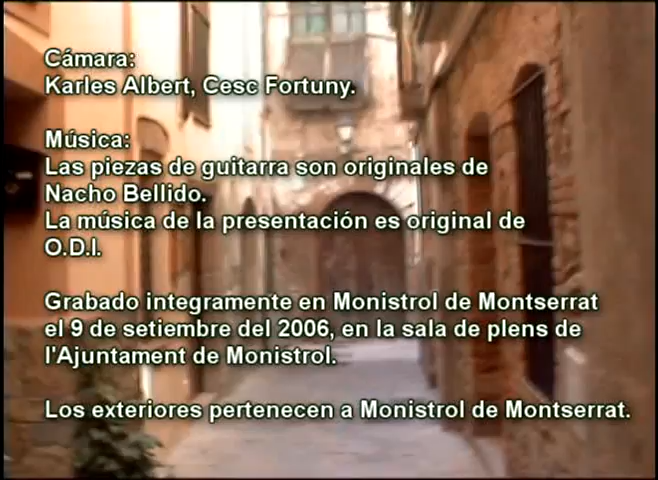 Cámara:
Karles Albert, Cesc Fortuny.
Música:
Las piezas de guitarra son originales de
Nacho Bellido.
La música de la presentación es original de
O.D.I.
Grabado integramente en Monistrol de Montserrat
el 9 de setiembre del 2006, en la sala de plens de
l'Ajuntament de Monistrol.
Los exteriores pertenecen a Monistrol de Montserrat.